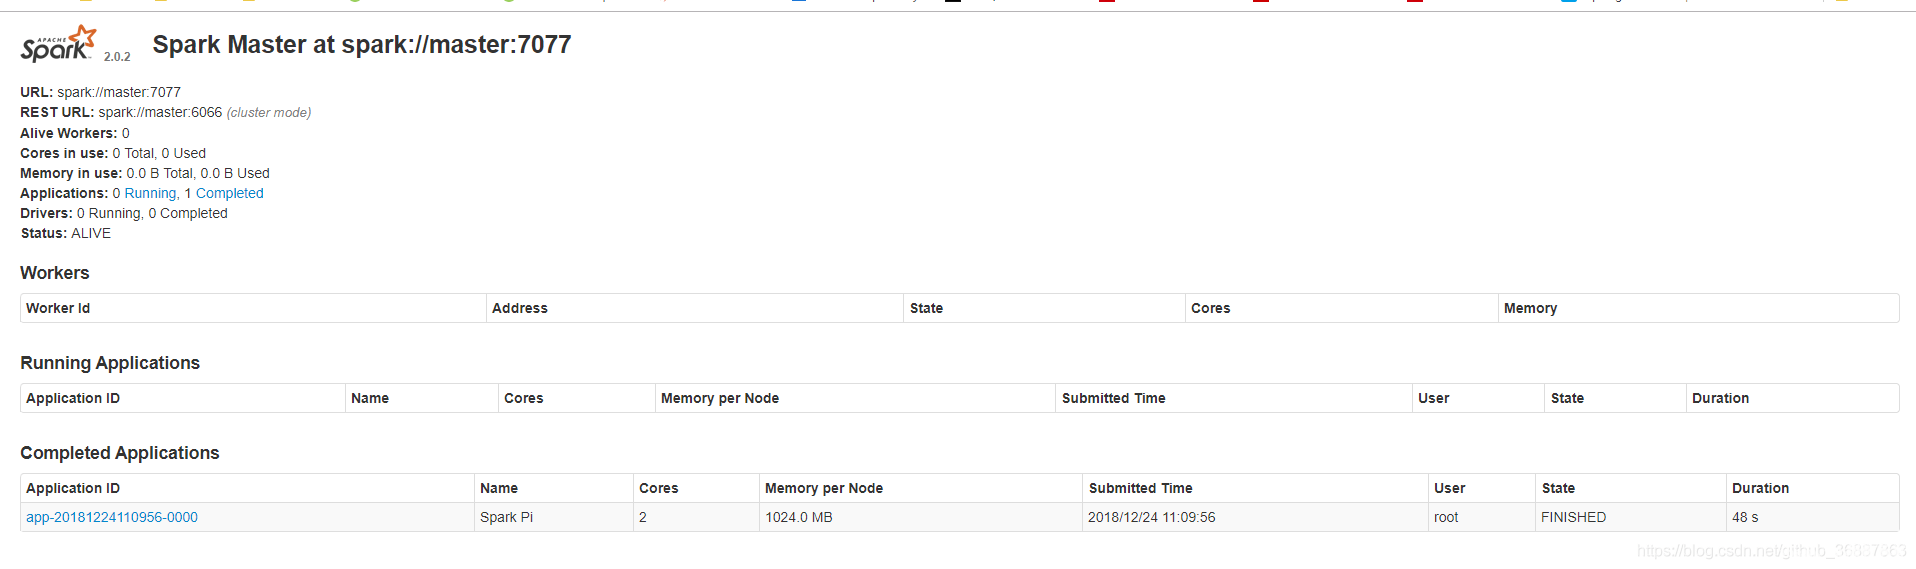 APACHE
Spark 2.0.2 Spark Master at spark://master:7077
URL: spark://master:7077
REST URL: spark://master:6066 (cluster mode)
Alive Workers: 0
Cores in use: 0 Total, 0 Used
Memory in use: 0.0 B Total, 0.0 B Used
Applications: 0 Running, 1 Completed
Drivers: 0 Running, 0 Completed
Status: ALIVE
Workers
Worker Id Address State Cores Memory
Running Applications
Application ID Name Cores Memory per Node Submitted Time User State Duration
Completed Applications
Application ID Name Cores Memory per Node Submitted Time User State Duration
app-20181224110956-0000 Spark Pi 2 1024.0 MB 2018/12/24 11:09:56 root FINISHED 48 s
https://blog.csdn.net/github_36887363